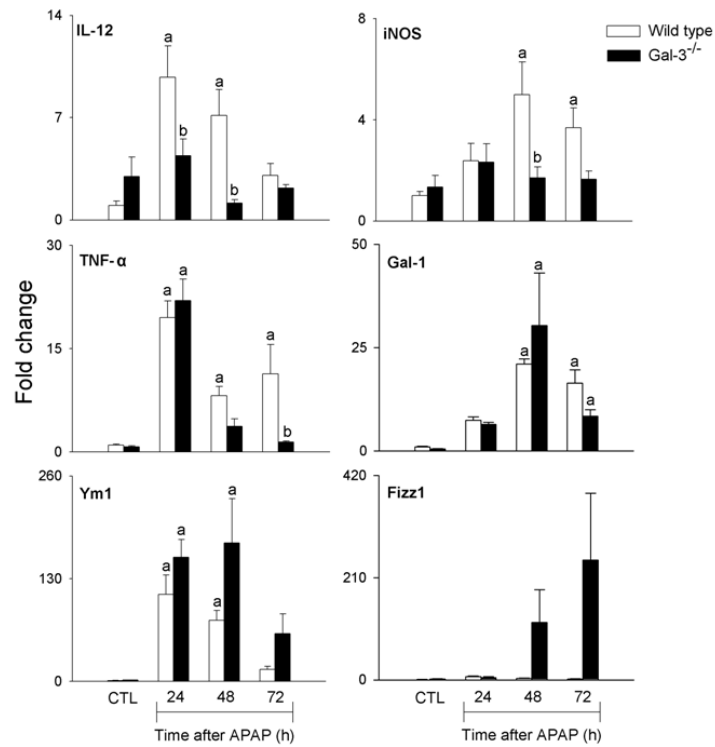 IL-12
14
7
0
a
b
a
b
iNOS
8
4
0
a
b
a
Wild type
Gal-3-/-
Fold change
TNF-α
30
15
0
a
a
a
a
b
Gal-1
50
25
0
a
a
a
a
Ym1
260
130
0
a
a
a
a
CTL 24 48 72
Time after APAP (h)
Fizz1
420
210
0
CTL 24 48 72
Time after APAP (h)